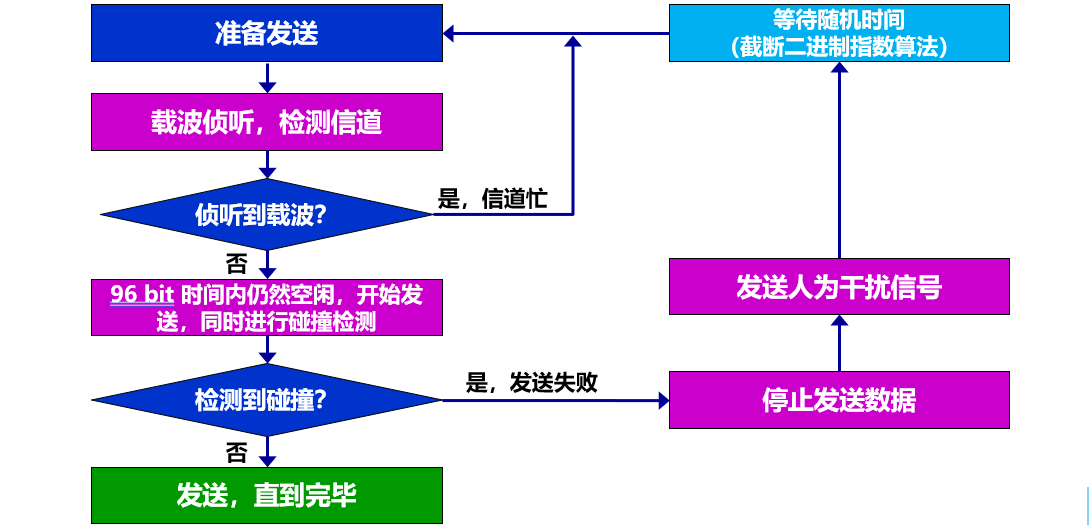 准备发送
等待随机时间
（截断二进制指数算法）
载波侦听，检测信道
侦听到载波？
是，信道忙
否
96 bit 时间内仍然空闲，开始发
送，同时进行碰撞检测
发送人为干扰信号
检测到碰撞？
是，发送失败
停止发送数据
否
发送，直到完毕